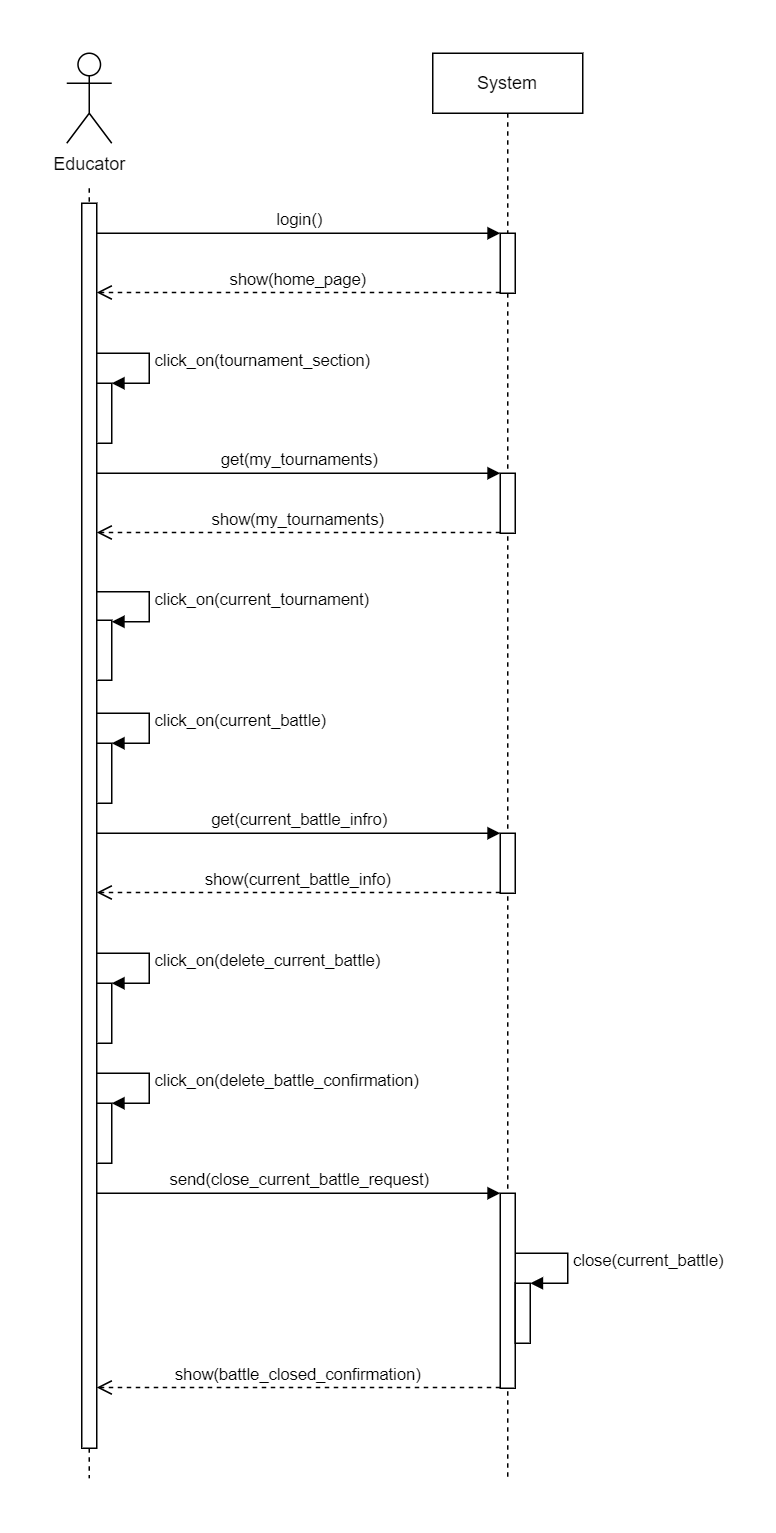 System
Educator
login()
show(home_page)
click_on(tournament_section)
get(my_tournaments)
show(my_tournaments)
click_on(current_tournament)
click_on(current_battle)
get(current_battle_infro)
show(current_battle_info)
click_on(delete_current_battle)
click_on(delete_battle_confirmation)
send(close_current_battle_request)
close(current_battle)
show(battle_closed_confirmation)